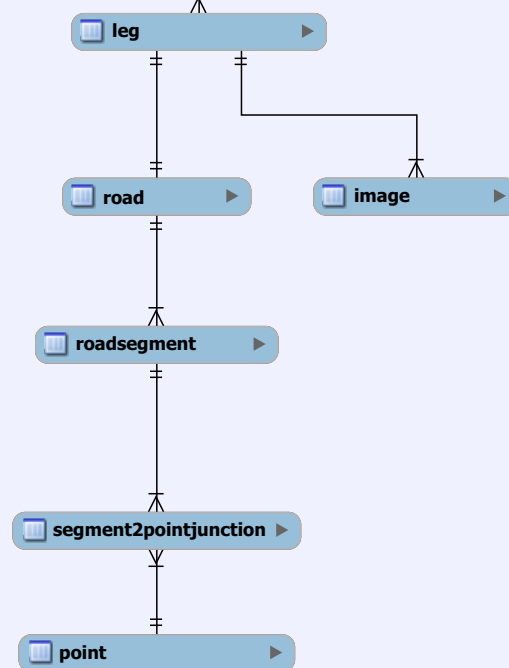 leg
road
image
roadsegment
segment2pointjunction
point